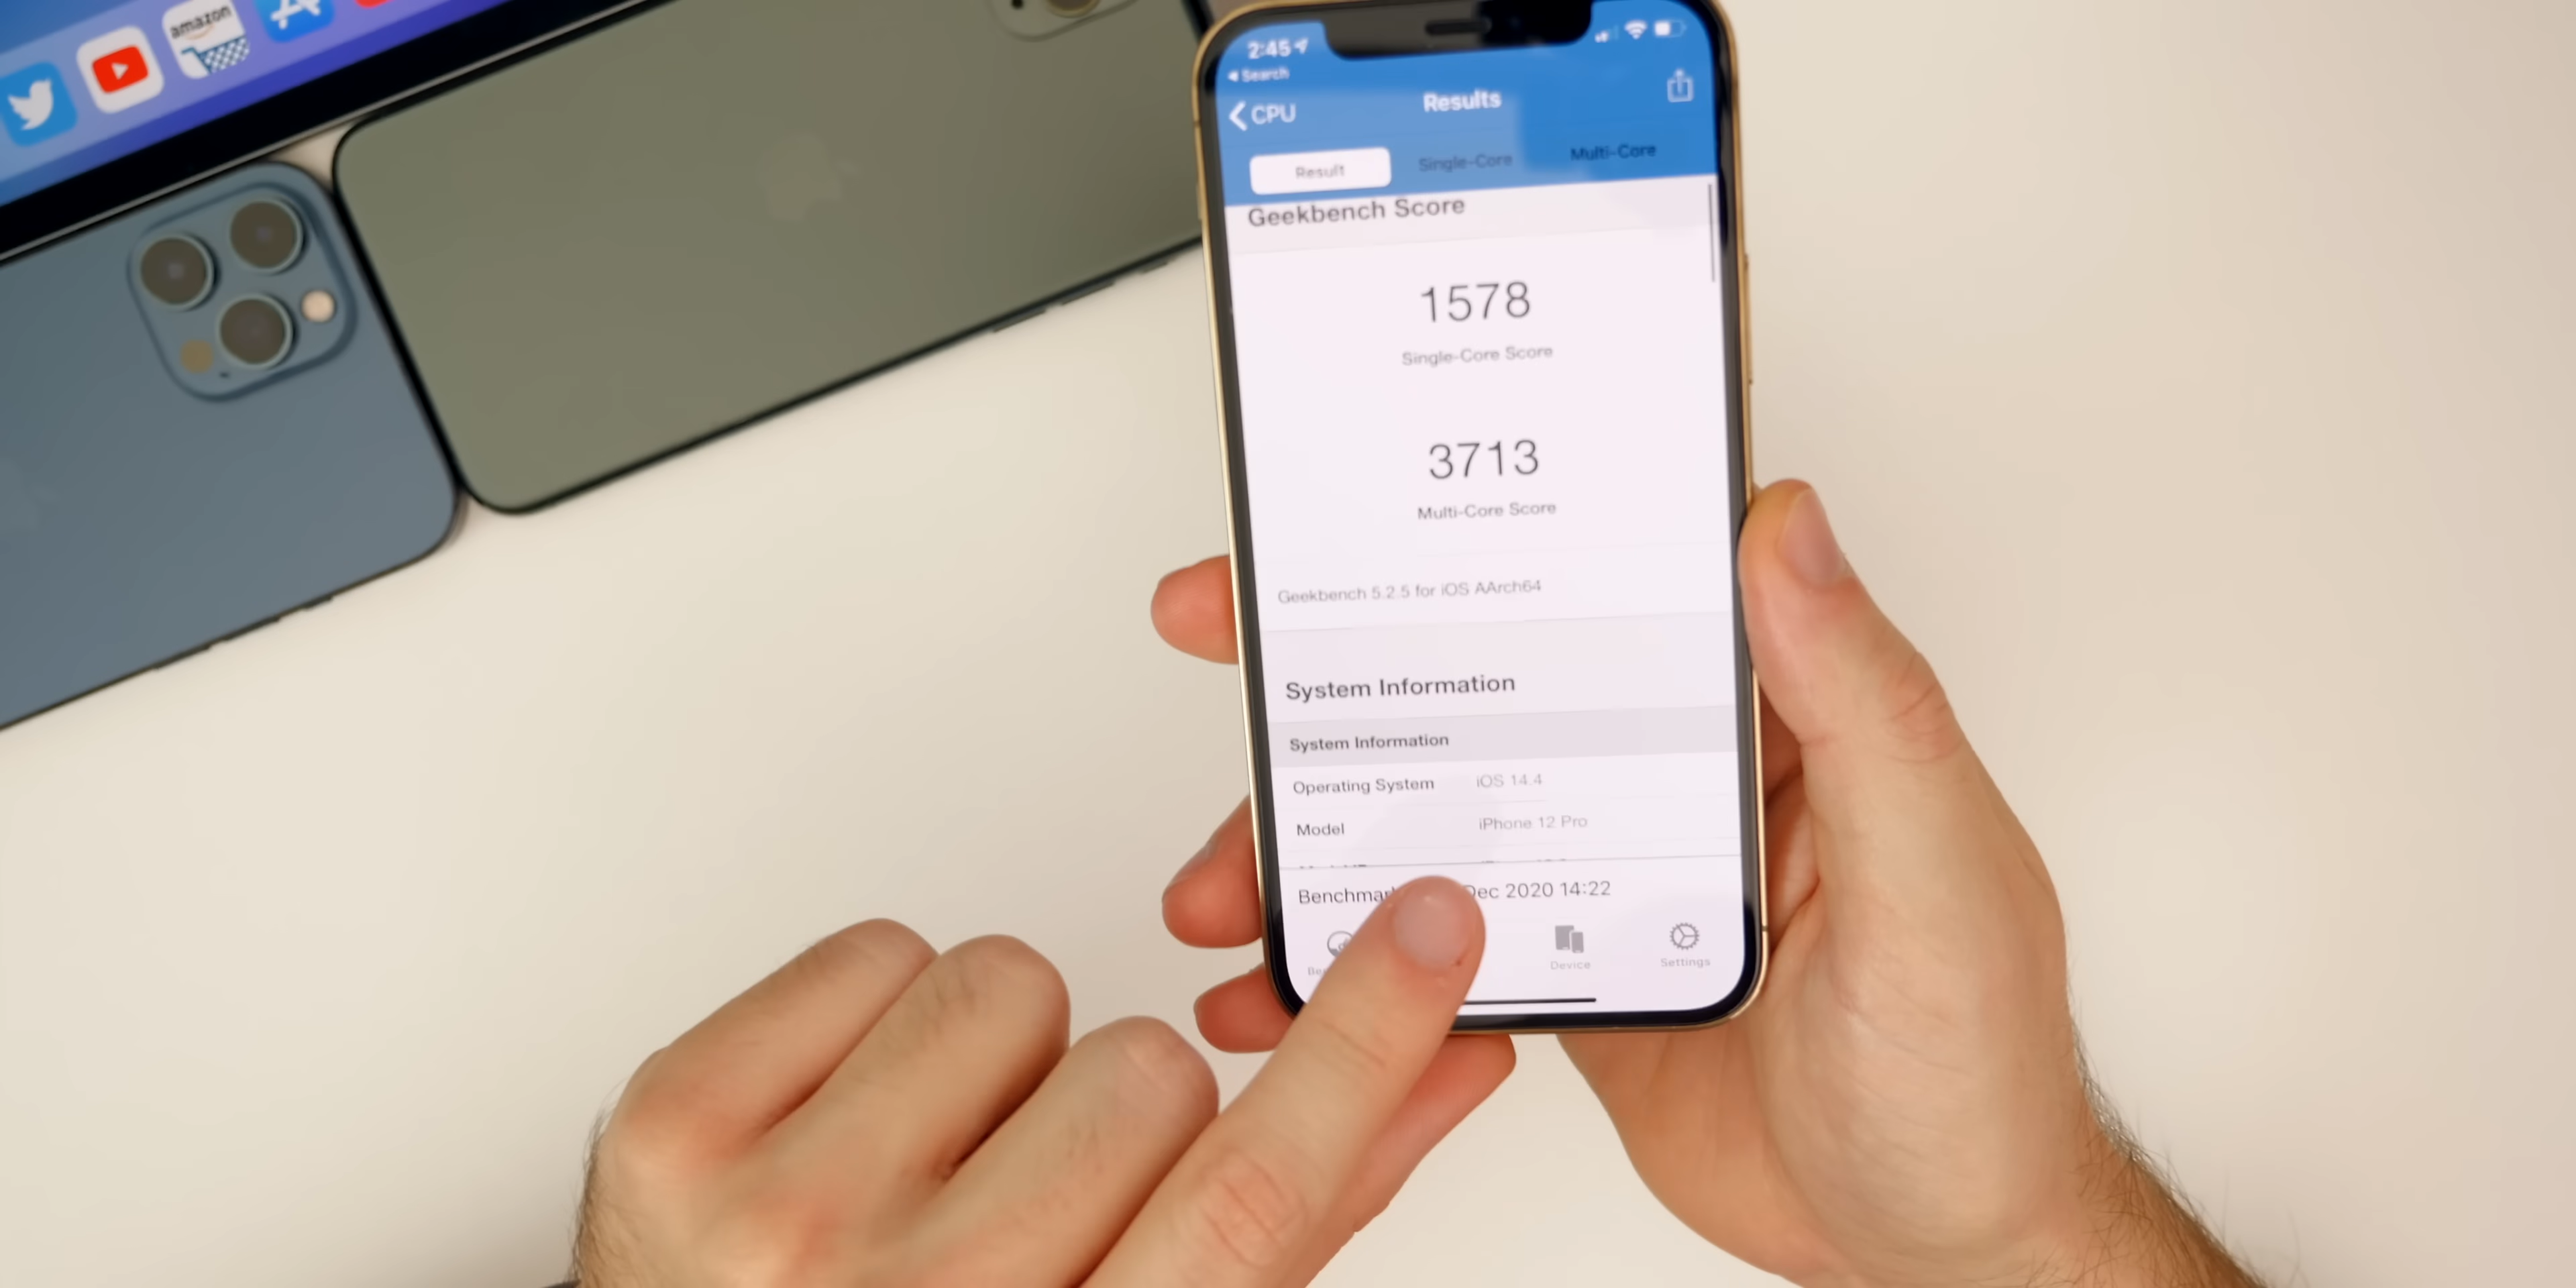 amazon
2:45
Search
CPU
Results
Result
Single-Core
Multi-Core
Geekbench Score
1578
Single-Core Score
3713
Multi-Core Score
Geekbench 5.2.5 for iOS AArch64
System Information
System Information
Operating System iOS 14.4
Model iPhone 12 Pro
Dec 2020 14:22
Device
Settings